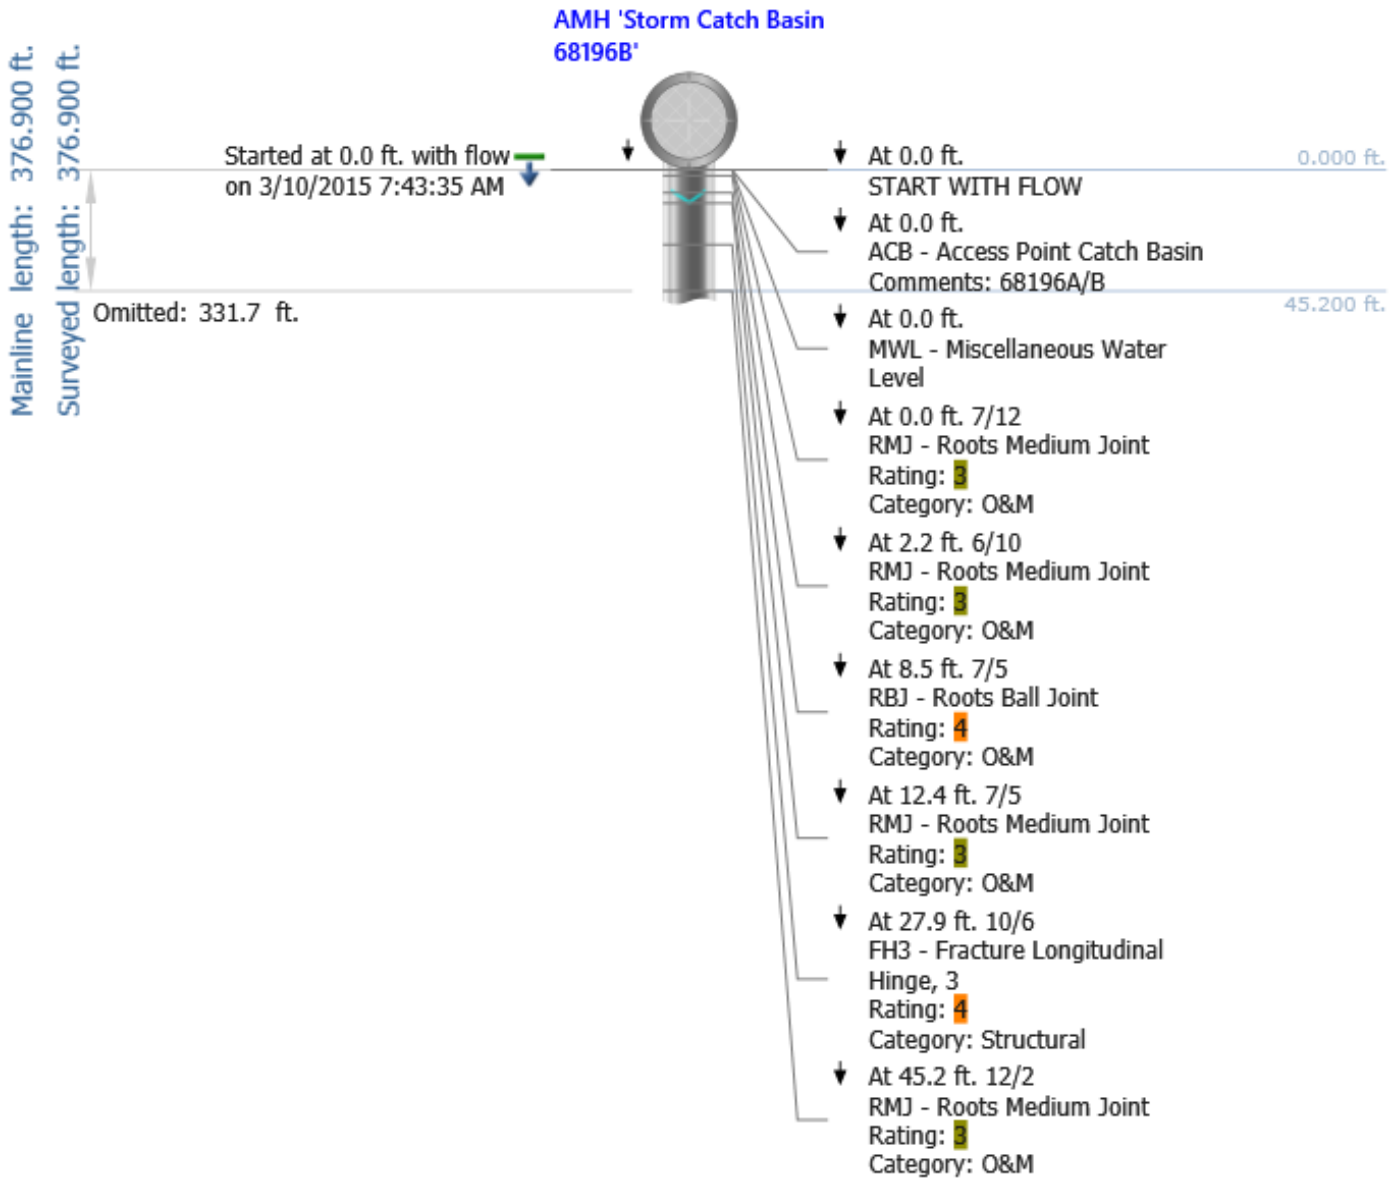 AMH 'Storm Catch Basin
68196B'
Mainline length: 376.900 ft.
Surveyed length: 376.900 ft.
Started at 0.0 ft. with flow
on 3/10/2015 7:43:35 AM
Omitted: 331.7 ft.
0.000 ft.
45.200 ft.
At 0.0 ft.
START WITH FLOW
At 0.0 ft.
ACB - Access Point Catch Basin
Comments: 68196A/B
At 0.0 ft.
MWL - Miscellaneous Water
Level
At 0.0 ft. 7/12
RMJ - Roots Medium Joint
Rating: 3
Category: O&M
At 2.2 ft. 6/10
RMJ - Roots Medium Joint
Rating: 3
Category: O&M
At 8.5 ft. 7/5
RBJ - Roots Ball Joint
Rating: 4
Category: O&M
At 12.4 ft. 7/5
RMJ - Roots Medium Joint
Rating: 3
Category: O&M
At 27.9 ft. 10/6
FH3 - Fracture Longitudinal
Hinge, 3
Rating: 4
Category: Structural
At 45.2 ft. 12/2
RMJ - Roots Medium Joint
Rating: 3
Category: O&M